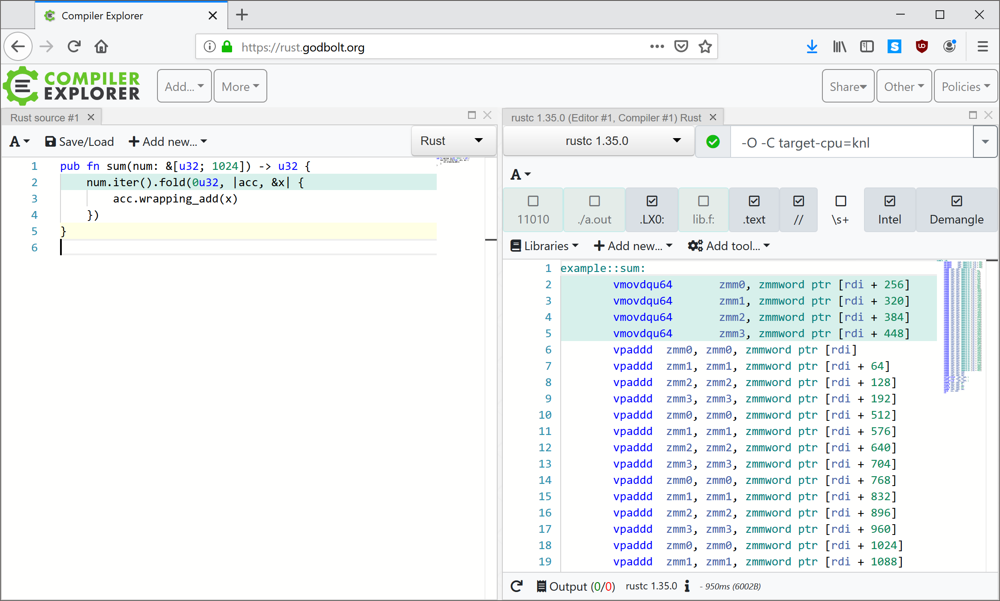 Compiler Explorer
https://rust.godbolt.org
COMPILER EXPLORER
Add...
More
Share
Other
Policies
Rust source #1
A
Save/Load
Add new...
Rust
1 pub fn sum(num: &[u32; 1024]) -> u32 {
2 num.iter().fold(0u32, |acc, &x| {
3 acc.wrapping_add(x)
4 })
5 }
6
rustc 1.35.0 (Editor #1, Compiler #1) Rust
rustc 1.35.0
-O -C target-cpu=knl
A
11010
./a.out
.LX0:
lib.f:
.text
//
\s+
Intel
Demangle
Libraries
Add new...
Add tool...
1 example::sum:
2 vmovdqu64 zmm0, zmmword ptr [rdi + 256]
3 vmovdqu64 zmm1, zmmword ptr [rdi + 320]
4 vmovdqu64 zmm2, zmmword ptr [rdi + 384]
5 vmovdqu64 zmm3, zmmword ptr [rdi + 448]
6 vpaddd zmm0, zmm0, zmmword ptr [rdi]
7 vpaddd zmm1, zmm1, zmmword ptr [rdi + 64]
8 vpaddd zmm2, zmm2, zmmword ptr [rdi + 128]
9 vpaddd zmm3, zmm3, zmmword ptr [rdi + 192]
10 vpaddd zmm0, zmm0, zmmword ptr [rdi + 512]
11 vpaddd zmm1, zmm1, zmmword ptr [rdi + 576]
12 vpaddd zmm2, zmm2, zmmword ptr [rdi + 640]
13 vpaddd zmm3, zmm3, zmmword ptr [rdi + 704]
14 vpaddd zmm0, zmm0, zmmword ptr [rdi + 768]
15 vpaddd zmm1, zmm1, zmmword ptr [rdi + 832]
16 vpaddd zmm2, zmm2, zmmword ptr [rdi + 896]
17 vpaddd zmm3, zmm3, zmmword ptr [rdi + 960]
18 vpaddd zmm0, zmm0, zmmword ptr [rdi + 1024]
19 vpaddd zmm1, zmm1, zmmword ptr [rdi + 1088]
Output (0/0) rustc 1.35.0 i - 950ms (6002B)